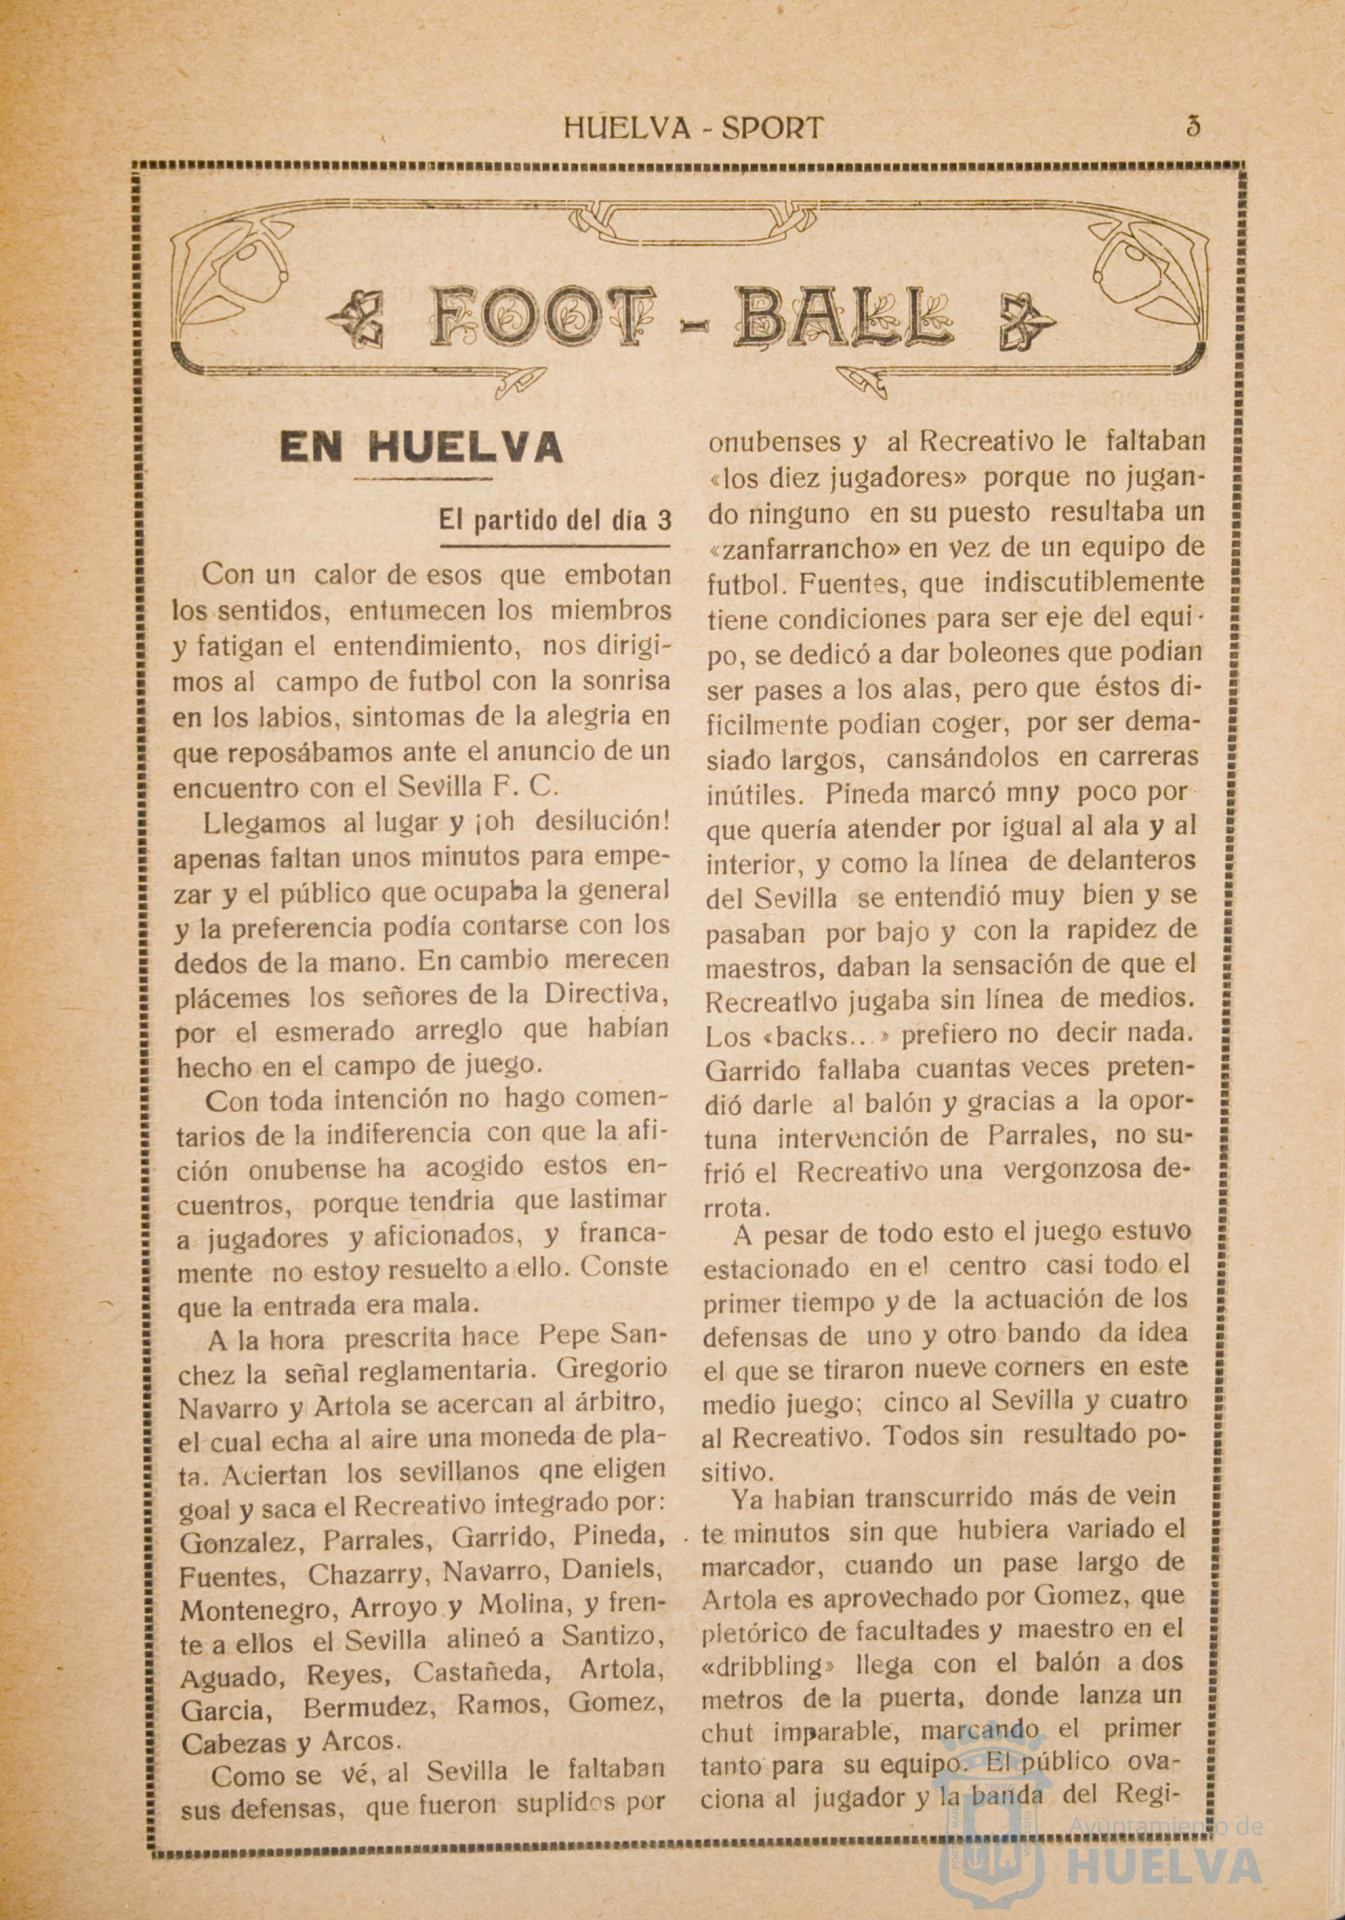 HUELVA - SPORT
3
FOOT - BALL
EN HUELVA
El partido del día 3
Con un calor de esos que embotan
los sentidos, entumecen los miembros
y fatigan el entendimiento, nos dirigi-
mos al campo de futbol con la sonrisa
en los labios, sintomas de la alegria en
que reposábamos ante el anuncio de un
encuentro con el Sevilla F. C.
Llegamos al lugar y ¡oh desilución!
apenas faltan unos minutos para empe-
zar y el público que ocupaba la general
y la preferencia podía contarse con los
dedos de la mano. En cambio merecen
plácemes los señores de la Directiva,
por el esmerado arreglo que habían
hecho en el campo de juego.
Con toda intención no hago comen-
tarios de la indiferencia con que la afi-
ción onubense ha acogido estos en-
cuentros, porque tendria que lastimar
a jugadores y aficionados, y franca-
mente no estoy resuelto a ello. Conste
que la entrada era mala.
A la hora prescrita hace Pepe San-
chez la señal reglamentaria. Gregorio
Navarro y Artola se acercan al árbitro,
el cual echa al aire una moneda de pla-
ta. Aciertan los sevillanos qne eligen
goal y saca el Recreativo integrado por:
Gonzalez, Parrales, Garrido, Pineda,
Fuentes, Chazarry, Navarro, Daniels,
Montenegro, Arroyo y Molina, y fren-
te a ellos el Sevilla alineó a Santizo,
Aguado, Reyes, Castañeda, Artola,
Garcia, Bermudez, Ramos, Gomez,
Cabezas y Arcos.
Como se vé, al Sevilla le faltaban
sus defensas, que fueron suplidos por
onubenses y al Recreativo le faltaban
«los diez jugadores» porque no jugan-
do ninguno en su puesto resultaba un
«zanfarrancho» en vez de un equipo de
futbol. Fuentes, que indiscutiblemente
tiene condiciones para ser eje del equi-
po, se dedicó a dar boleones que podian
ser pases a los alas, pero que éstos di-
ficilmente podian coger, por ser dema-
siado largos, cansándolos en carreras
inútiles. Pineda marcó mny poco por
que quería atender por igual al ala y al
interior, y como la línea de delanteros
del Sevilla se entendió muy bien y se
pasaban por bajo y con la rapidez de
maestros, daban la sensación de que el
Recreatlvo jugaba sin línea de medios.
Los «backs...» prefiero no decir nada.
Garrido fallaba cuantas veces preten-
dió darle al balón y gracias a la opor-
tuna intervención de Parrales, no su-
frió el Recreativo una vergonzosa de-
rrota.
A pesar de todo esto el juego estuvo
estacionado en el centro casi todo el
primer tiempo y de la actuación de los
defensas de uno y otro bando da idea
el que se tiraron nueve corners en este
medio juego; cinco al Sevilla y cuatro
al Recreativo. Todos sin resultado po-
sitivo.
Ya habian transcurrido más de vein
te minutos sin que hubiera variado el
marcador, cuando un pase largo de
Artola es aprovechado por Gomez, que
pletórico de facultades y maestro en el
«dribbling» llega con el balón a dos
metros de la puerta, donde lanza un
chut imparable, marcando el primer
tanto para su equipo. El público ova-
ciona al jugador y la banda del Regi-
Ayuntamiento de
HUELVA